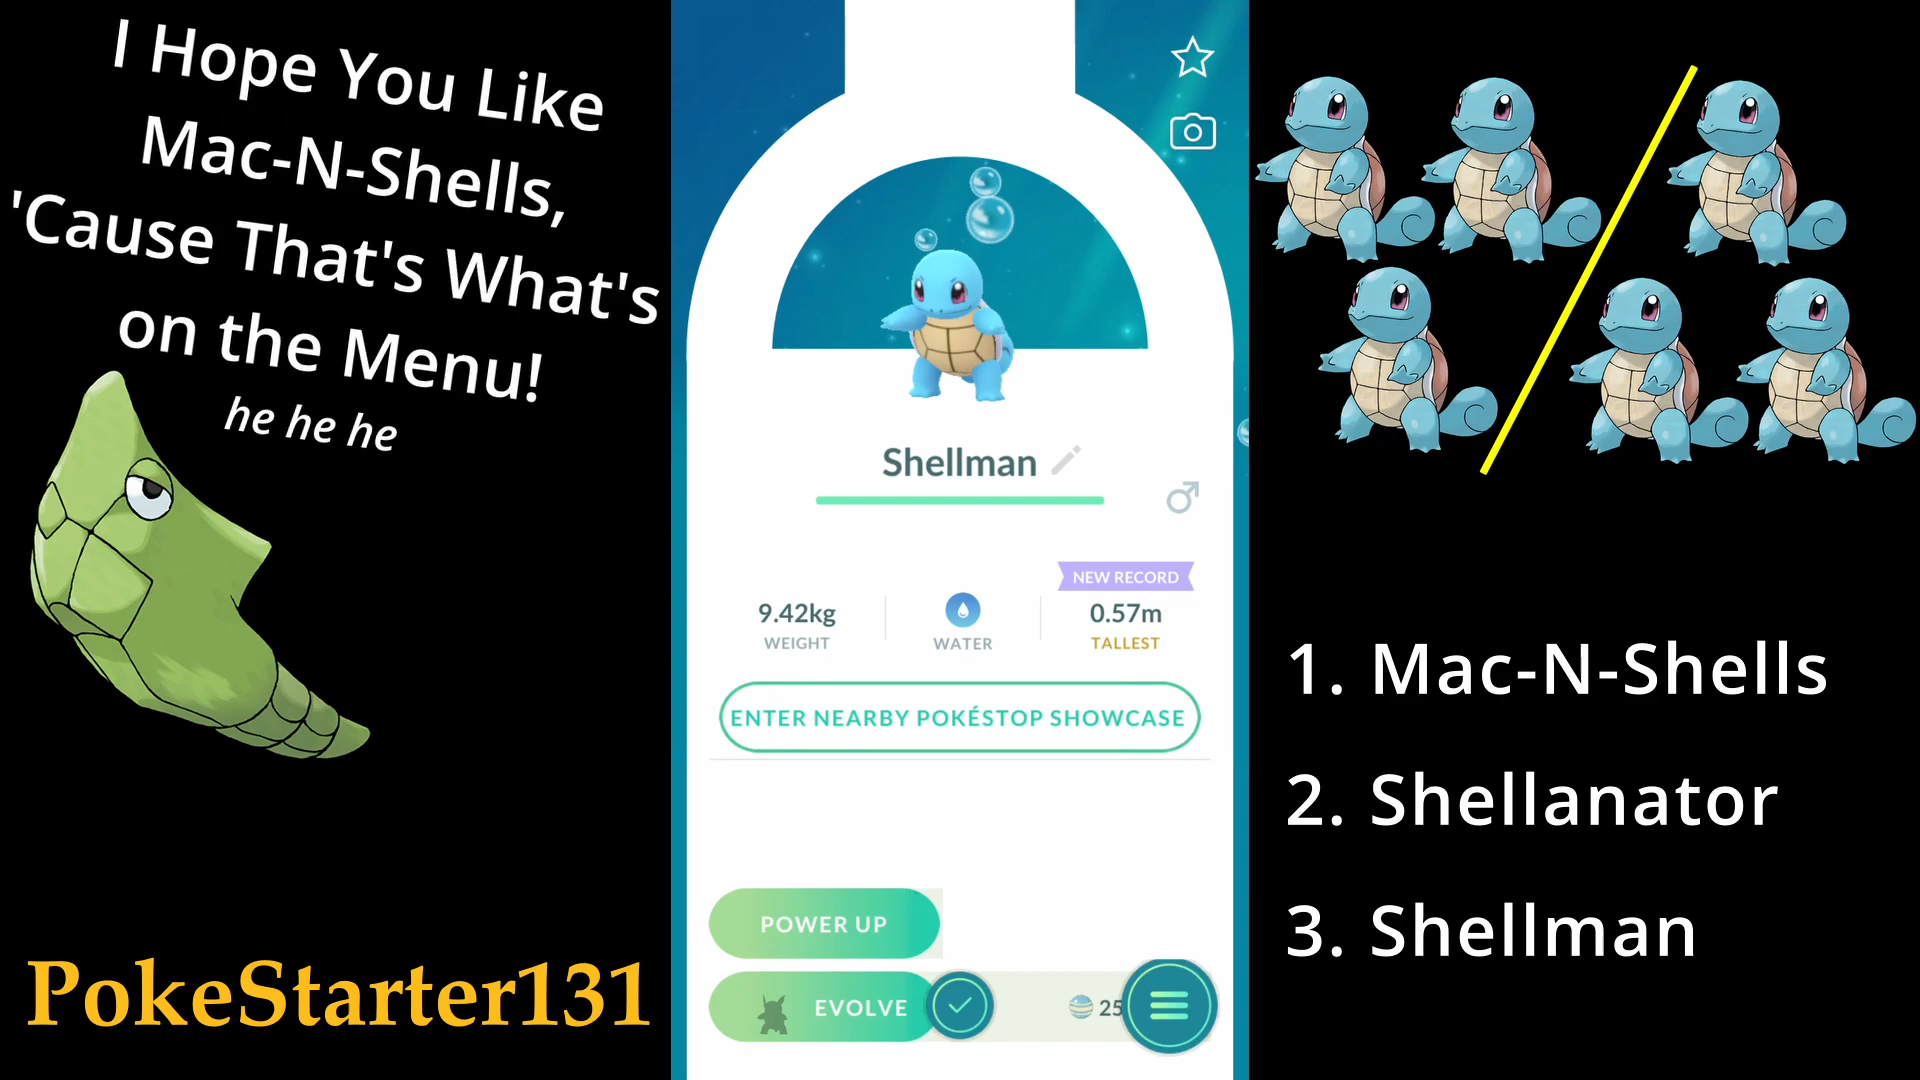 I Hope You Like
Mac-N-Shells,
'Cause That's What's
on the Menu!
he he he
PokeStarter131
Shellman
NEW RECORD
9.42kg
WEIGHT
WATER
0.57m
TALLEST
ENTER NEARBY POKÉSTOP SHOWCASE
POWER UP
EVOLVE
25
1. Mac-N-Shells
2. Shellanator
3. Shellman